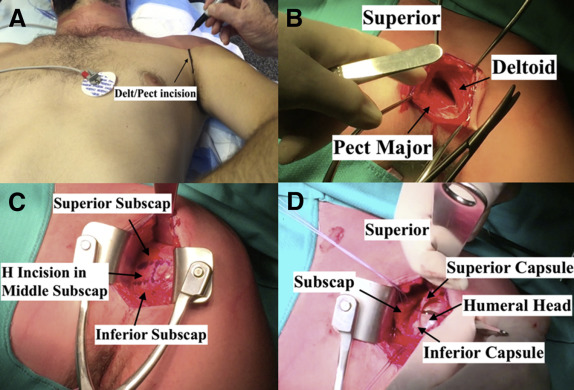 A
Delt/Pect incision
B
Superior
Deltoid
Pect Major
C
Superior Subscap
H Incision in
Middle Subscap
Inferior Subscap
D
Superior
Superior Capsule
Subscap
Humeral Head
Inferior Capsule